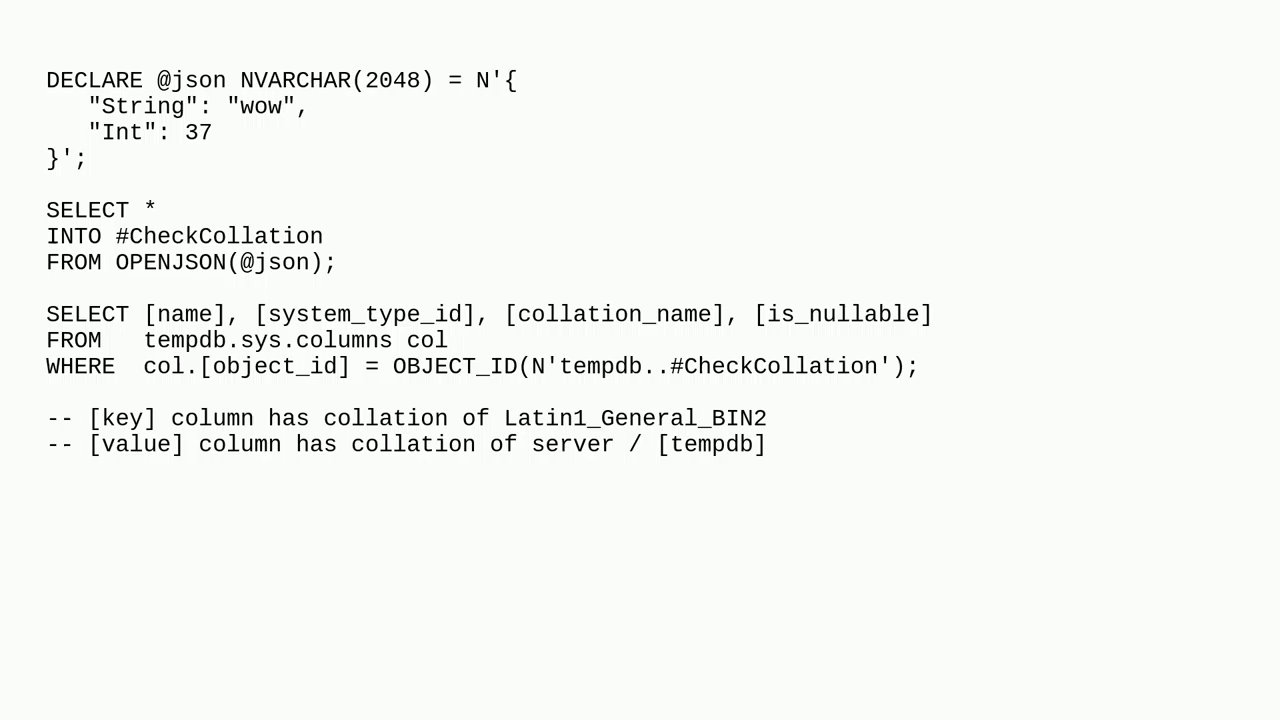 DECLARE @json NVARCHAR(2048) = N'{
   "String": "wow",
   "Int": 37
}';

SELECT *
INTO #CheckCollation
FROM OPENJSON(@json);

SELECT [name], [system_type_id], [collation_name], [is_nullable]
FROM   tempdb.sys.columns col
WHERE  col.[object_id] = OBJECT_ID(N'tempdb..#CheckCollation');

-- [key] column has collation of Latin1_General_BIN2
-- [value] column has collation of server / [tempdb]